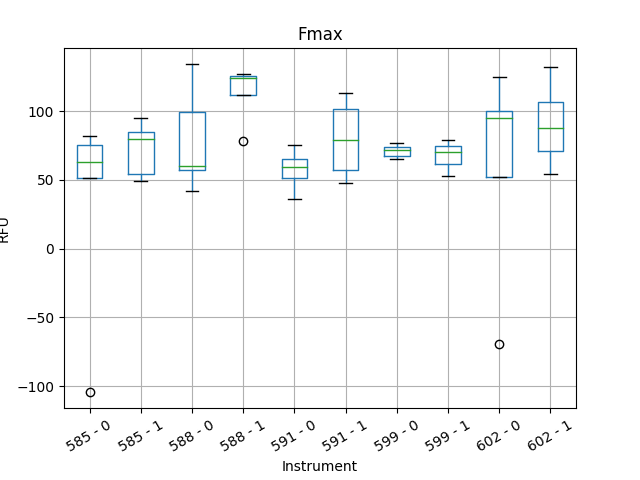 Fmax
RFU
100
50
0
−50
−100
585 - 0
585 - 1
588 - 0
588 - 1
591 - 0
591 - 1
599 - 0
599 - 1
602 - 0
602 - 1
Instrument